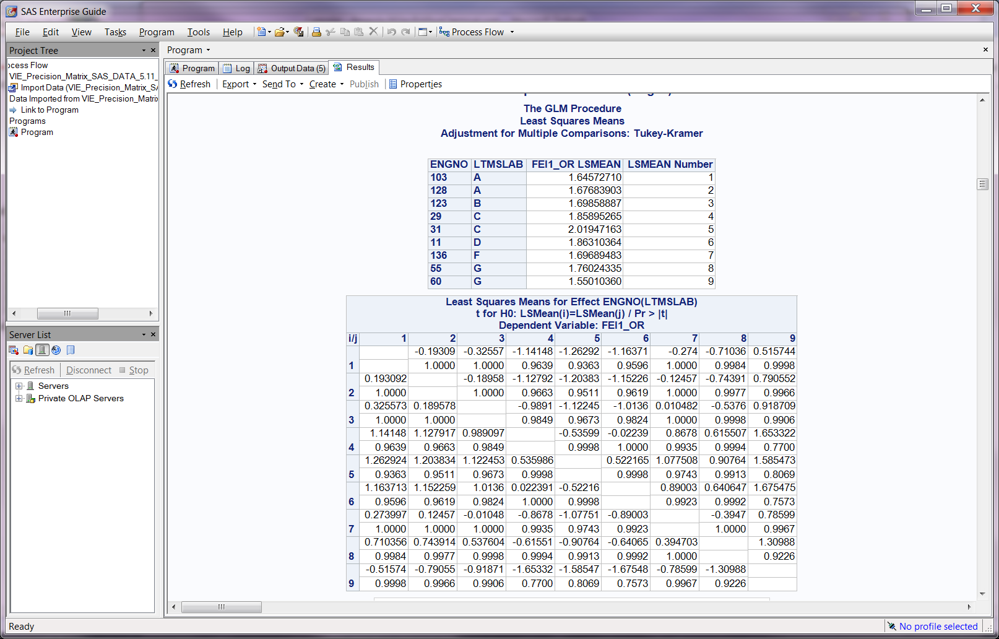 SAS Enterprise Guide
File Edit View Tasks Program Tools Help Process Flow
Project Tree
ocess Flow
VIE_Precision_Matrix_SAS_DATA_5.11_
Import Data (VIE_Precision_Matrix_SA
Data Imported from VIE_Precision_Matrix
Link to Program
Programs
Program
Server List
Refresh Disconnect Stop
Servers
Private OLAP Servers
Program
Program Log Output Data (5) Results
Refresh Export Send To Create Publish Properties
The GLM Procedure
Least Squares Means
Adjustment for Multiple Comparisons: Tukey-Kramer
ENGNO LTMSLAB FEI1_OR LSMEAN LSMEAN Number
103 A 1.64572710 1
128 A 1.67683903 2
123 B 1.69858887 3
29 C 1.85895265 4
31 C 2.01947163 5
11 D 1.86310364 6
136 F 1.69689483 7
55 G 1.76024335 8
60 G 1.55010360 9
Least Squares Means for Effect ENGNO(LTMSLAB)
t for H0: LSMean(i)=LSMean(j) / Pr > |t|
Dependent Variable: FEI1_OR
i/j 1 2 3 4 5 6 7 8 9
-0.19309 -0.32557 -1.14148 -1.26292 -1.16371 -0.274 -0.71036 0.515744
1 1.0000 1.0000 0.9639 0.9363 0.9596 1.0000 0.9984 0.9998
0.193092 -0.18958 -1.12792 -1.20383 -1.15226 -0.12457 -0.74391 0.790552
2 1.0000 1.0000 0.9663 0.9511 0.9619 1.0000 0.9977 0.9966
0.325573 0.189578 -0.9891 -1.12245 -1.0136 0.010482 -0.5376 0.918709
3 1.0000 1.0000 0.9849 0.9673 0.9824 1.0000 0.9998 0.9906
1.14148 1.127917 0.989097 -0.53599 -0.02239 0.8678 0.615507 1.653322
4 0.9639 0.9663 0.9849 0.9998 1.0000 0.9935 0.9994 0.7700
1.262924 1.203834 1.122453 0.535986 0.522165 1.077508 0.90764 1.585473
5 0.9363 0.9511 0.9673 0.9998 0.9998 0.9743 0.9913 0.8069
1.163713 1.152259 1.0136 0.022391 -0.52216 0.89003 0.640647 1.675475
6 0.9596 0.9619 0.9824 1.0000 0.9998 0.9923 0.9992 0.7573
0.273997 0.12457 -0.01048 -0.8678 -1.07751 -0.89003 -0.3947 0.78599
7 1.0000 1.0000 1.0000 0.9935 0.9743 0.9923 1.0000 0.9967
0.710356 0.743914 0.537604 -0.61551 -0.90764 -0.64065 0.394703 1.30988
8 0.9984 0.9977 0.9998 0.9994 0.9913 0.9992 1.0000 0.9226
-0.51574 -0.79055 -0.91871 -1.65332 -1.58547 -1.67548 -0.78599 -1.30988
9 0.9998 0.9966 0.9906 0.7700 0.8069 0.7573 0.9967 0.9226
Ready
No profile selected